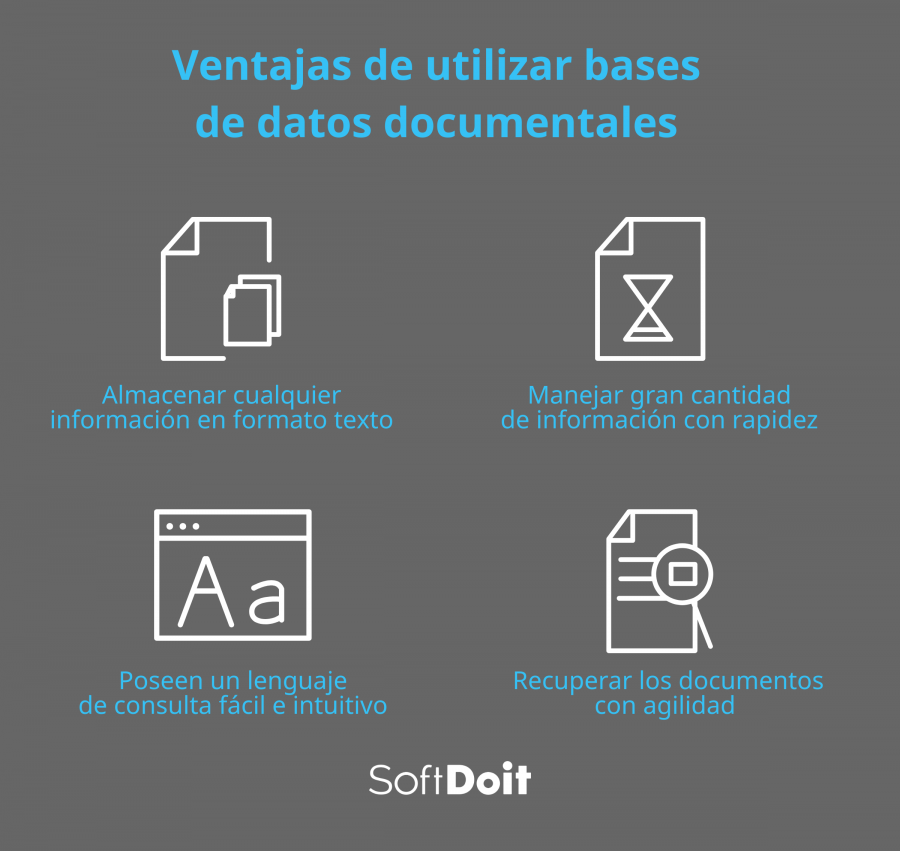 Ventajas de utilizar bases
de datos documentales
Almacenar cualquier
información en formato texto
Manejar gran cantidad
de información con rapidez
Aa
Poseen un lenguaje
de consulta fácil e intuitivo
Recuperar los documentos
con agilidad
SoftDoit